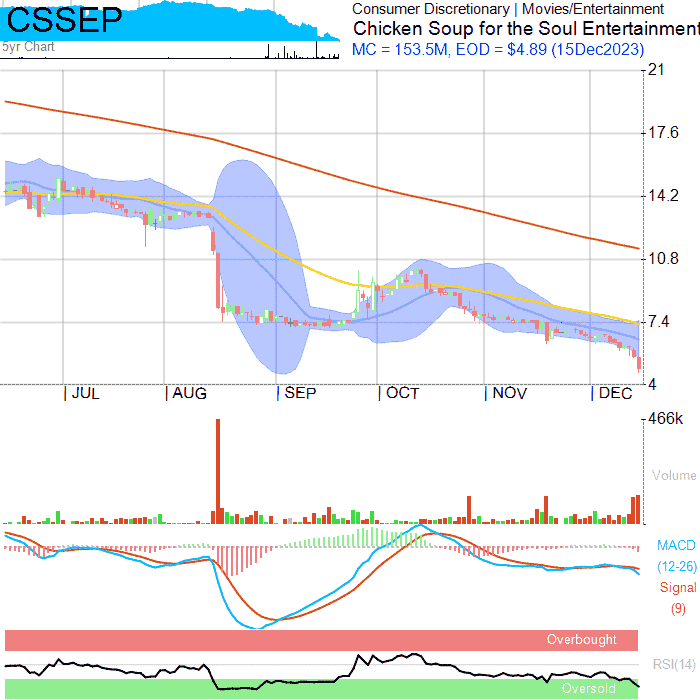 CSSEP
5yr Chart
Consumer Discretionary | Movies/Entertainment
Chicken Soup for the Soul Entertainment
MC = 153.5M, EOD = $4.89 (15Dec2023)
21
17.6
14.2
10.8
7.4
4
JUL AUG SEP OCT NOV DEC
466k
Volume
MACD
(12-26)
Signal
(9)
Overbought
RSI(14)
Oversold